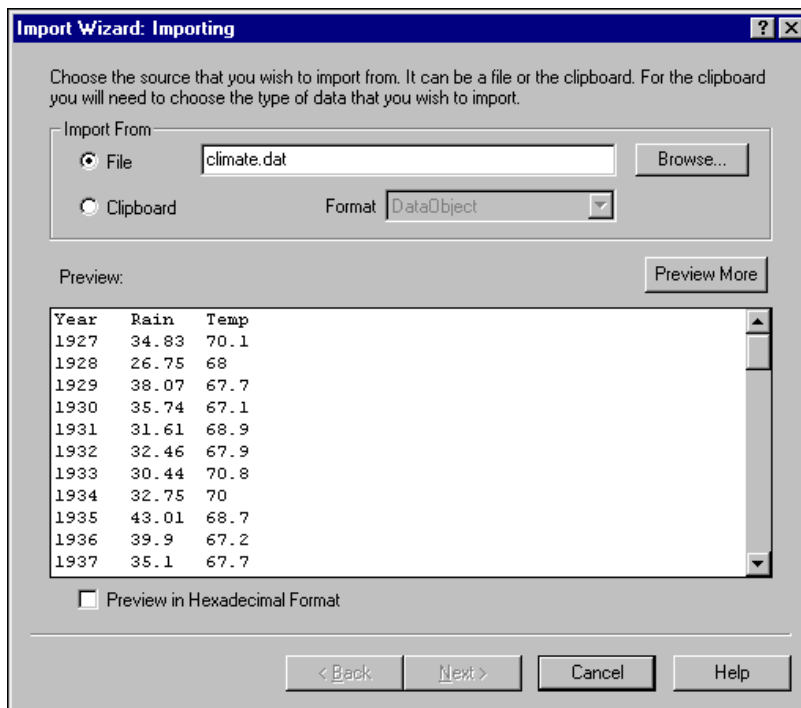 Import Wizard: Importing
Choose the source that you wish to import from. It can be a file or the clipboard. For the clipboard
you will need to choose the type of data that you wish to import.
Import From
File climate.dat Browse...
Clipboard Format DataObject
Preview: Preview More
Year Rain Temp
1927 34.83 70.1
1928 26.75 68
1929 38.07 67.7
1930 35.74 67.1
1931 31.61 68.9
1932 32.46 67.9
1933 30.44 70.8
1934 32.75 70
1935 43.01 68.7
1936 39.9 67.2
1937 35.1 67.7
Preview in Hexadecimal Format
< Back Next > Cancel Help